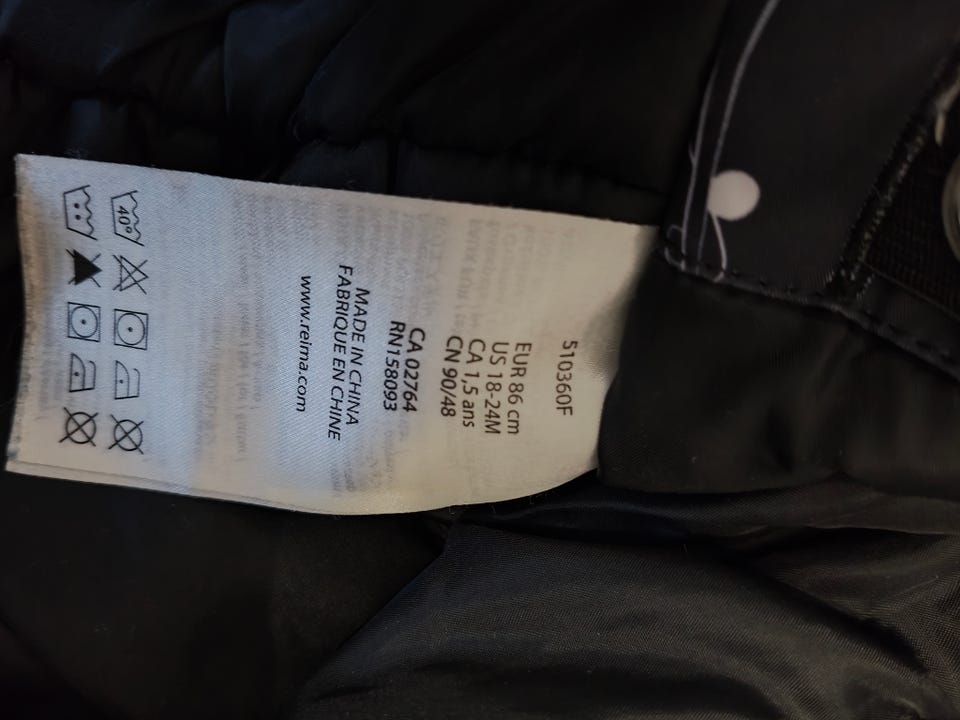 510360F
EUR 86 cm
US 18-24M
CA 1,5 ans
CN 90/48
CA 02764
RN158093
MADE IN CHINA
FABRIQUE EN CHINE
www.reima.com
40°